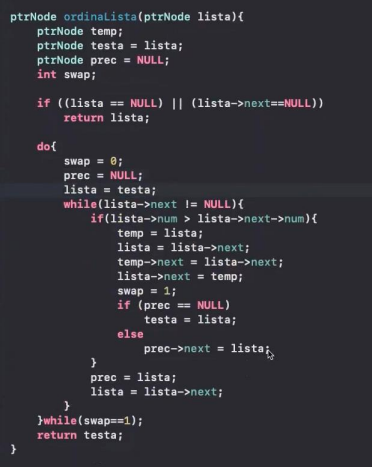 ptrNode ordinaLista(ptrNode lista){
ptrNode temp;
ptrNode testa = lista;
ptrNode prec = NULL;
int swap;
if ((lista == NULL) || (lista->next==NULL))
return lista;
do{
swap = 0;
prec = NULL;
lista = testa;
while(lista->next != NULL){
if(lista->num > lista->next->num){
temp = lista;
lista = lista->next;
temp->next = lista->next;
lista->next = temp;
swap = 1;
if (prec == NULL)
testa = lista;
else
prec->next = lista;
}
prec = lista;
lista = lista->next;
}
}while(swap==1);
return testa;
}